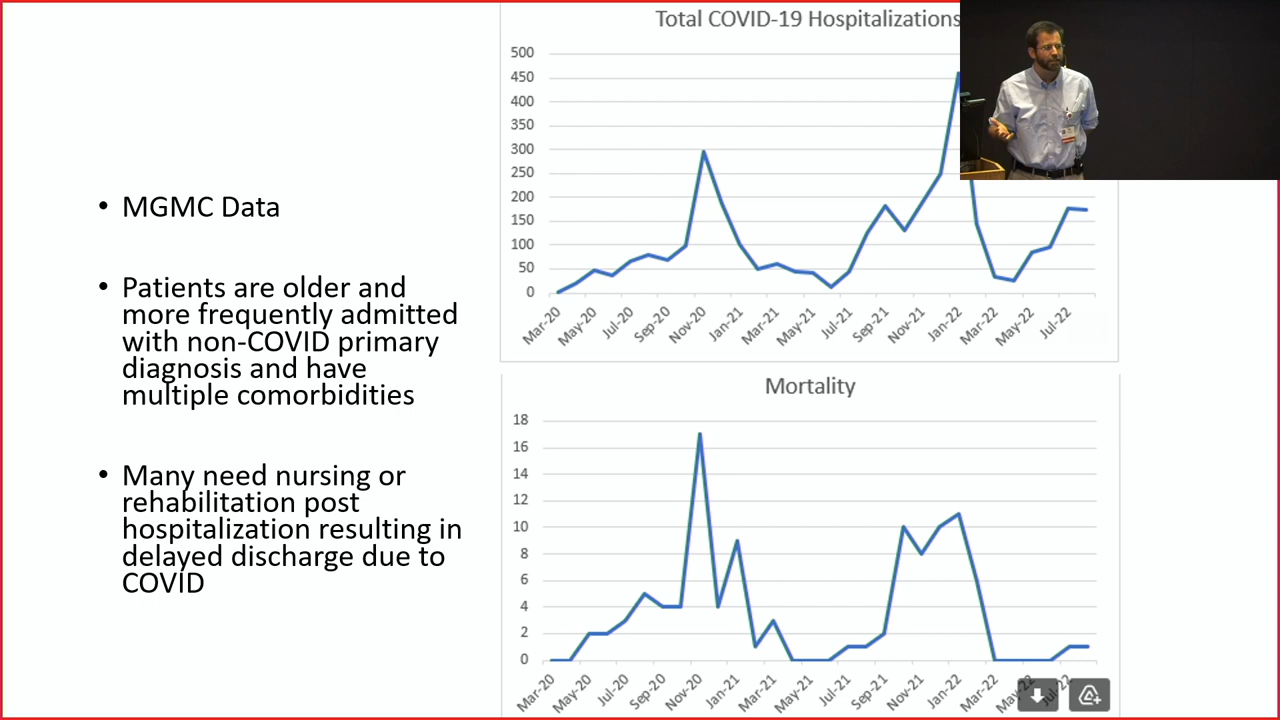 • MGMC Data
• Patients are older and
more frequently admitted
with non-COVID primary
diagnosis and have
multiple comorbidities
• Many need nursing or
rehabilitation post
hospitalization resulting in
delayed discharge due to
COVID
Total COVID-19 Hospitalizations
500
450
400
350
300
250
200
150
100
50
0
Mar-20 May-20 Jul-20 Sep-20 Nov-20 Jan-21 Mar-21 May-21 Jul-21 Sep-21 Nov-21 Jan-22 Mar-22 May-22 Jul-22
Mortality
18
16
14
12
10
8
6
4
2
0
Mar-20 May-20 Jul-20 Sep-20 Nov-20 Jan-21 Mar-21 May-21 Jul-21 Sep-21 Nov-21 Jan-22 Mar-22 May-22 Jul-22